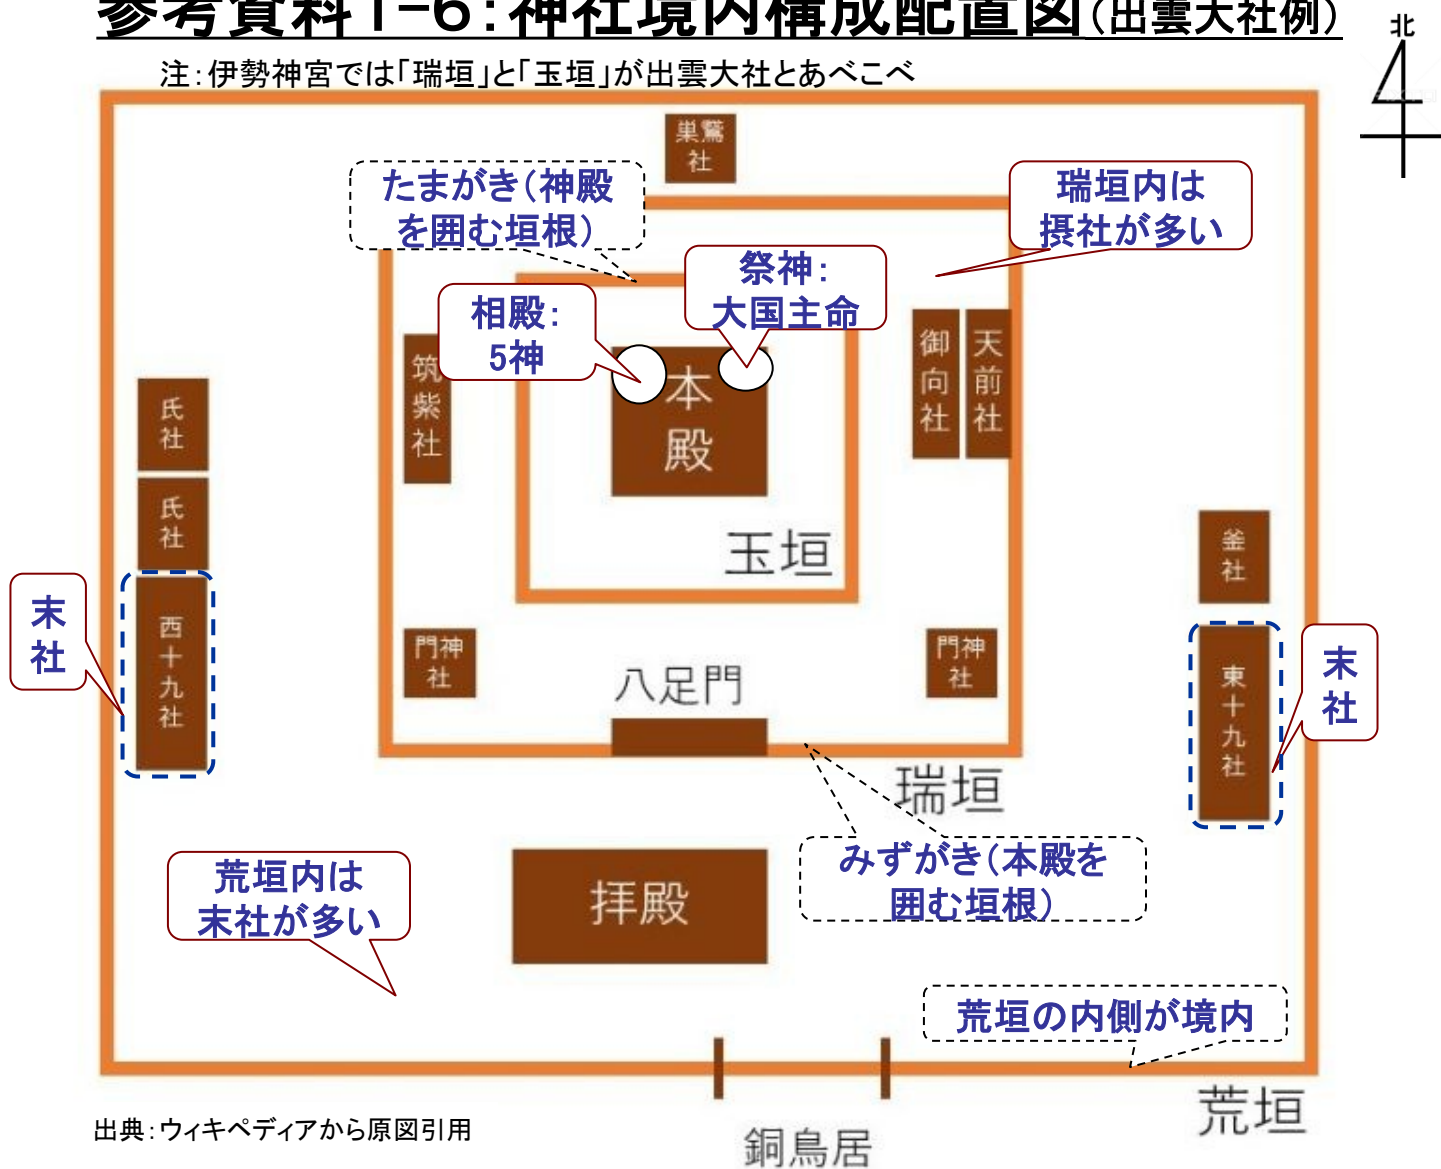 参考資料1-6：神社境内構成配置図（出雲大社例）
北
注：伊勢神宮では「瑞垣」と「玉垣」が出雲大社とあべこべ
巣鷲
社
たまがき（神殿
を囲む垣根）
瑞垣内は
摂社が多い
祭神：
大国主命
相殿：
5神
筑
紫
社
本
殿
御
向
社
天
前
社
氏
社
氏
社
玉垣
釜
社
末
社
西
十
九
社
門神
社
八足門
門神
社
東
十
九
社
末
社
瑞垣
みずがき（本殿を
囲む垣根）
荒垣内は
末社が多い
拝殿
荒垣の内側が境内
荒垣
出典：ウィキペディアから原図引用
銅鳥居